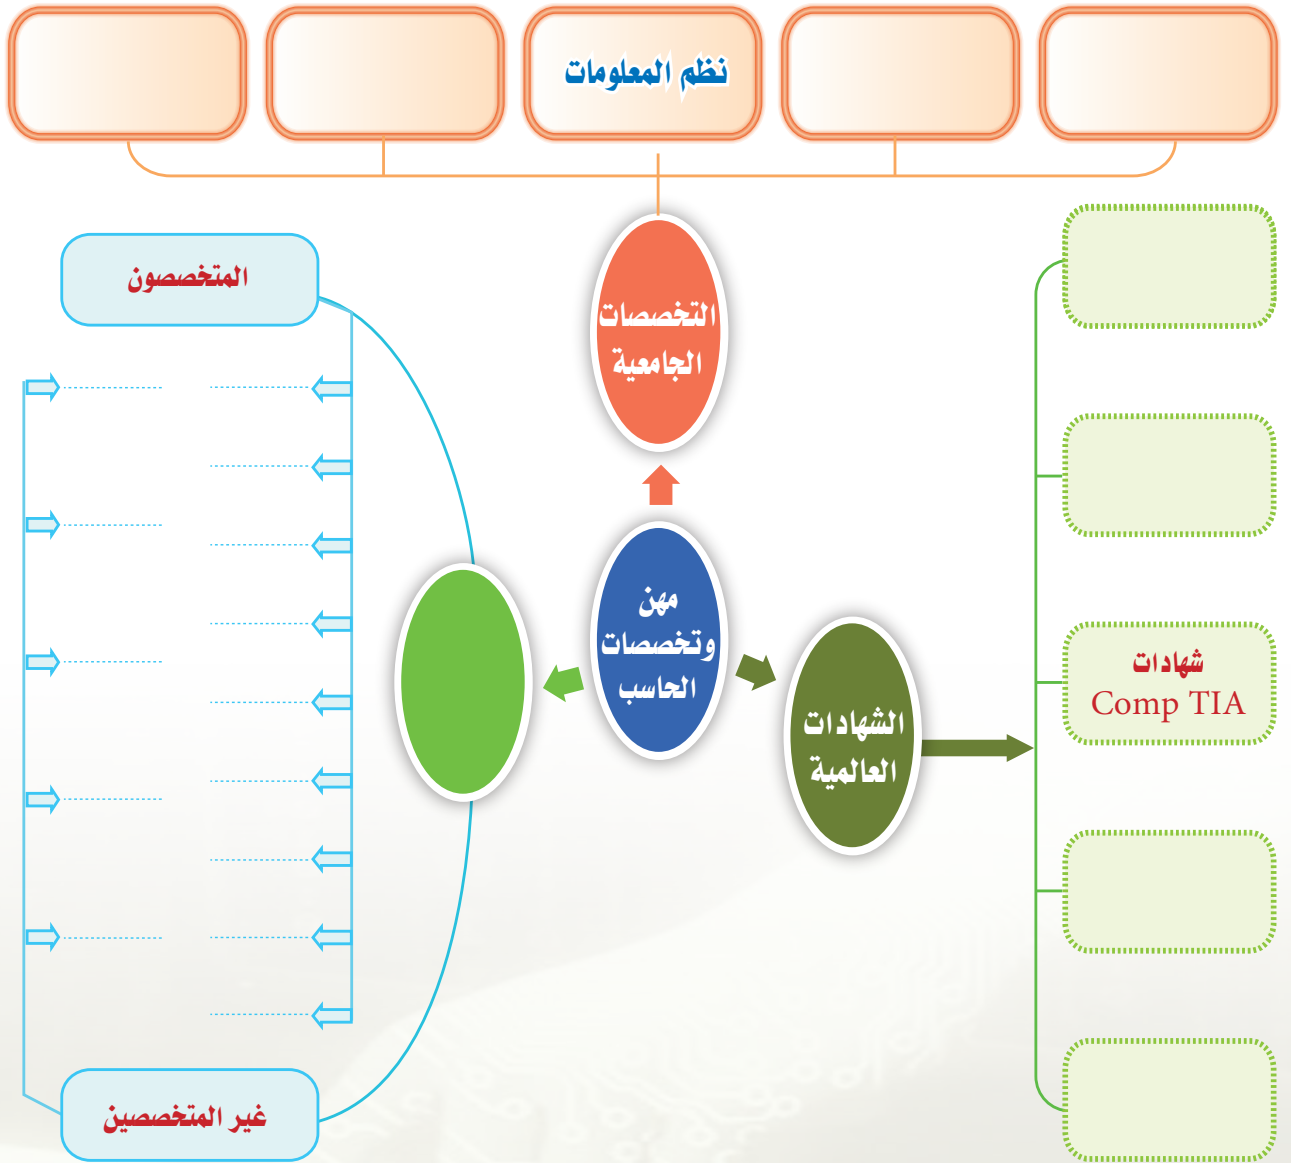 نظم المعلومات
المتخصصون
التخصصات
الجامعية
مهن
وتخصصات
الحاسب
شهادات
Comp TIA
الشهادات
العالمية
غير المتخصصين